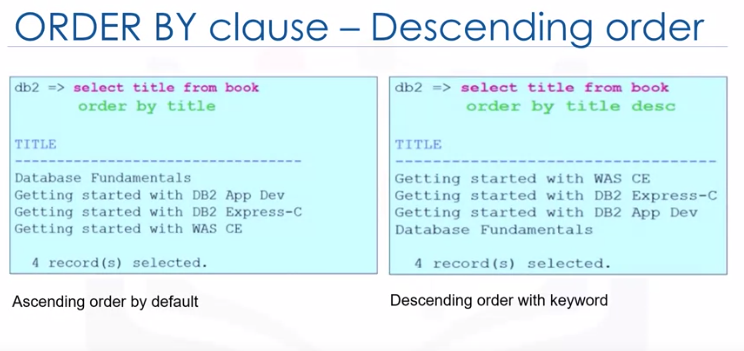 ORDER BY clause – Descending order
db2 => select title from book
order by title
TITLE
-----------------------------------
Database Fundamentals
Getting started with DB2 App Dev
Getting started with DB2 Express-C
Getting started with WAS CE
4 record(s) selected.
Ascending order by default
db2 => select title from book
order by title desc
TITLE
-----------------------------------
Getting started with WAS CE
Getting started with DB2 Express-C
Getting started with DB2 App Dev
Database Fundamentals
4 record(s) selected.
Descending order with keyword